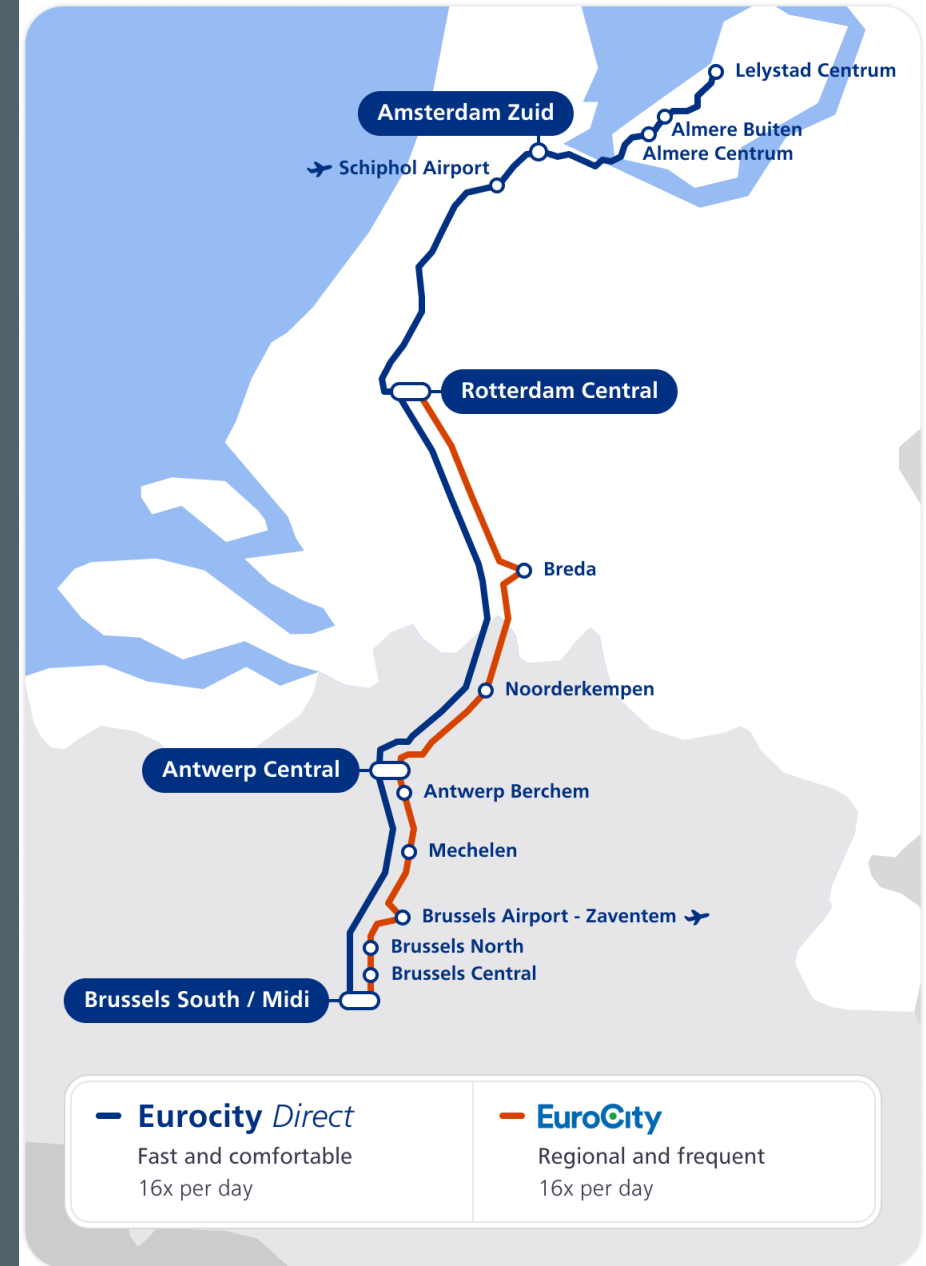 Lelystad Centrum
Amsterdam Zuid
Almere Buiten
Almere Centrum
Schiphol Airport
Rotterdam Central
Breda
Noorderkempen
Antwerp Central
Antwerp Berchem
Mechelen
Brussels Airport - Zaventem
Brussels North
Brussels Central
Brussels South / Midi
Eurocity Direct
Fast and comfortable
16x per day
EuroCity
Regional and frequent
16x per day